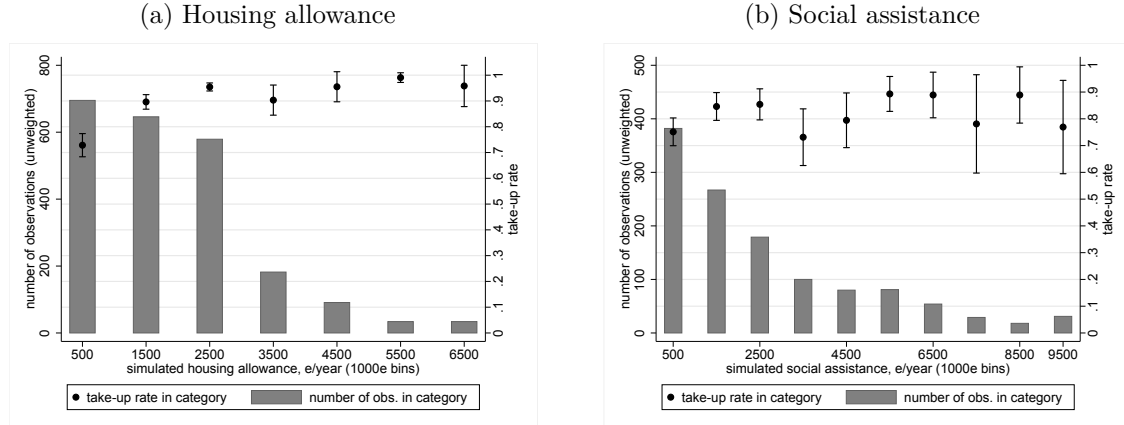 (a) Housing allowance
800
600
400
200
0
number of observations (unweighted)
1
.9
.8
.7
.6
.5
.4
.3
.2
.1
0
take-up rate
500 1500 2500 3500 4500 5500 6500
simulated housing allowance, e/year (1000e bins)
take-up rate in category number of obs. in category
(b) Social assistance
500
400
300
200
100
0
number of observations (unweighted)
1
.9
.8
.7
.6
.5
.4
.3
.2
.1
0
take-up rate
500 2500 4500 6500 8500 9500
simulated social assistance, e/year (1000e bins)
take-up rate in category number of obs. in category